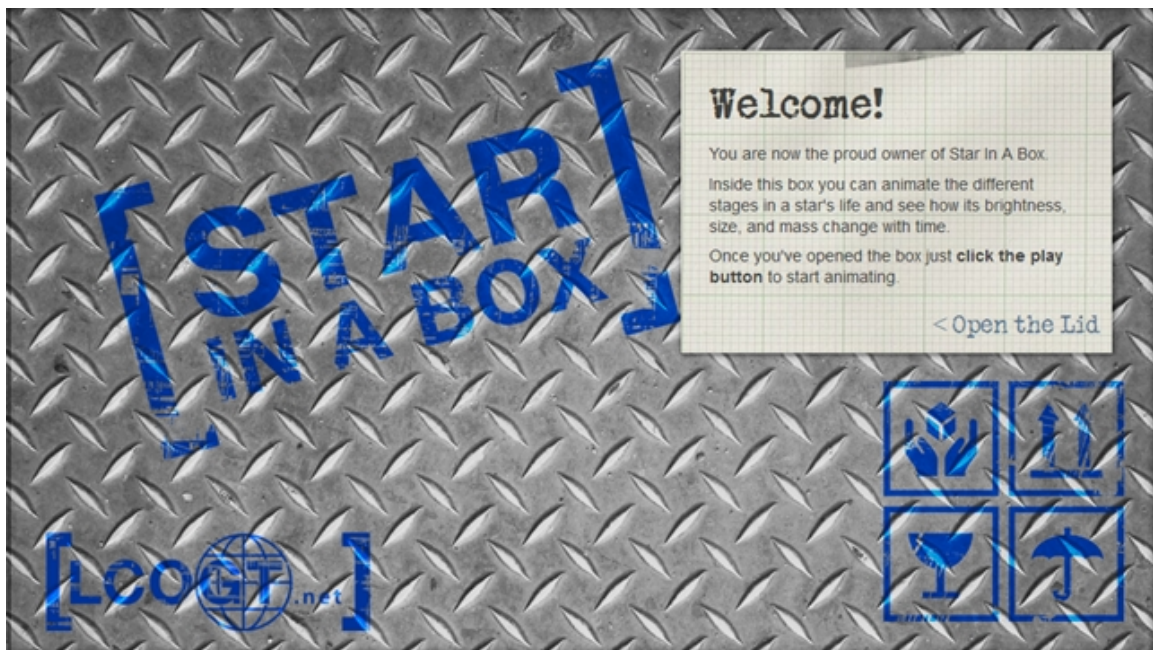 [STAR]
IN A BOX
Welcome!
You are now the proud owner of Star In A Box.
Inside this box you can animate the different
stages in a star's life and see how its brightness,
size, and mass change with time.
Once you've opened the box just click the play
button to start animating.
< Open the Lid
[LCOGT.net]